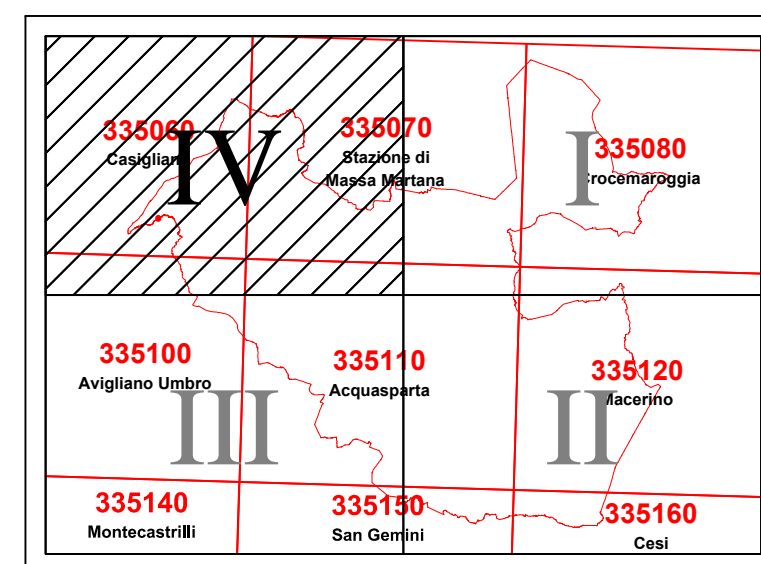 335060
Casigliano
IV
335070
Stazione di
Massa Martana
I
335080
Crocemaroggia
335100
Avigliano Umbro
III
335110
Acquasparta
335120
Macerino
II
335140
Montecastrilli
335150
San Gemini
335160
Cesi